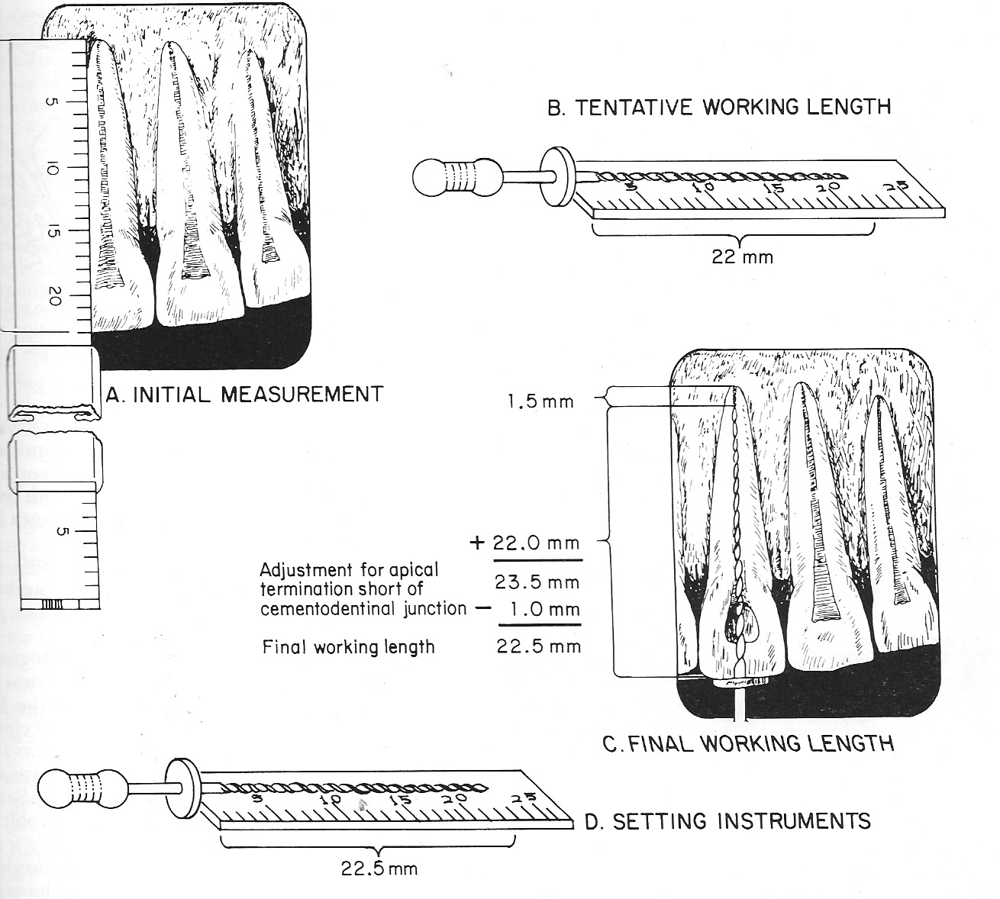 5
10
15
20
A. INITIAL MEASUREMENT
5
B. TENTATIVE WORKING LENGTH
5 10 15 20 25
22 mm
1.5 mm
+ 22.0 mm
Adjustment for apical
termination short of
cementodentinal junction
23.5 mm
− 1.0 mm
Final working length 22.5 mm
C. FINAL WORKING LENGTH
5 10 15 20 25
D. SETTING INSTRUMENTS
22.5 mm